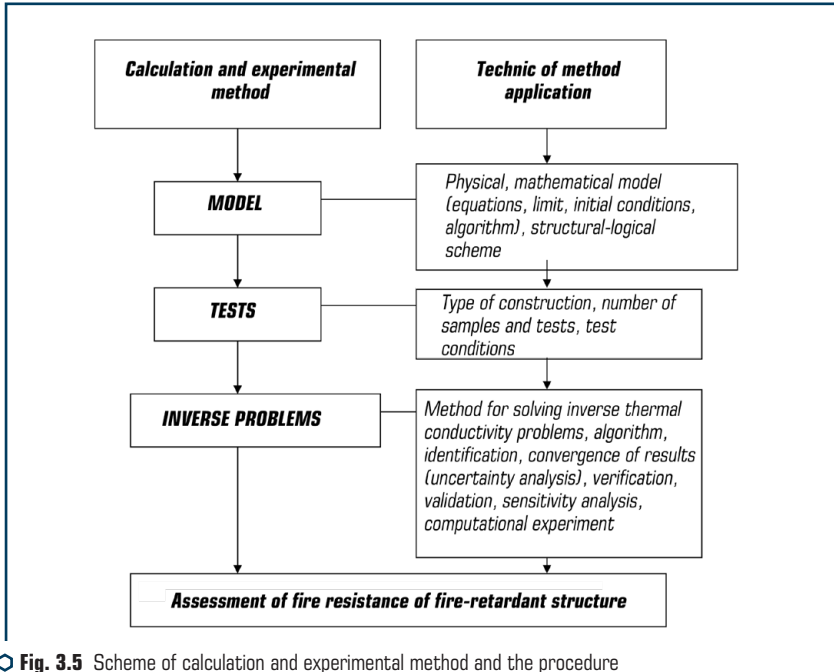 Calculation and experimental
method
Technic of method
application
MODEL
Physical, mathematical model
(equations, limit, initial conditions,
algorithm), structural-logical
scheme
TESTS
Type of construction, number of
samples and tests, test
conditions
INVERSE PROBLEMS
Method for solving inverse thermal
conductivity problems, algorithm,
identification, convergence of results
(uncertainty analysis), verification,
validation, sensitivity analysis,
computational experiment
Assessment of fire resistance of fire-retardant structure
Fig. 3.5 Scheme of calculation and experimental method and the procedure